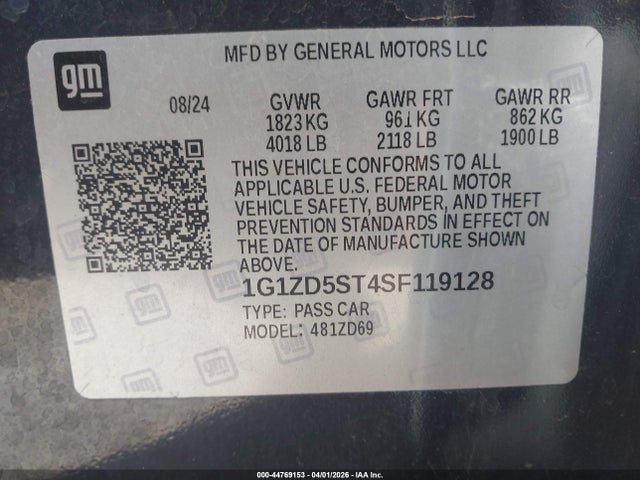 gm
MFD BY GENERAL MOTORS LLC
08/24 GVWR GAWR FRT GAWR RR
1823 KG 961 KG 862 KG
4018 LB 2118 LB 1900 LB
THIS VEHICLE CONFORMS TO ALL
APPLICABLE U.S. FEDERAL MOTOR
VEHICLE SAFETY, BUMPER, AND THEFT
PREVENTION STANDARDS IN EFFECT ON
THE DATE OF MANUFACTURE SHOWN
ABOVE.
1G1ZD5ST4SF119128
TYPE: PASS CAR
MODEL: 481ZD69
000-44769153 | 04/01/2026 | IAA Inc.